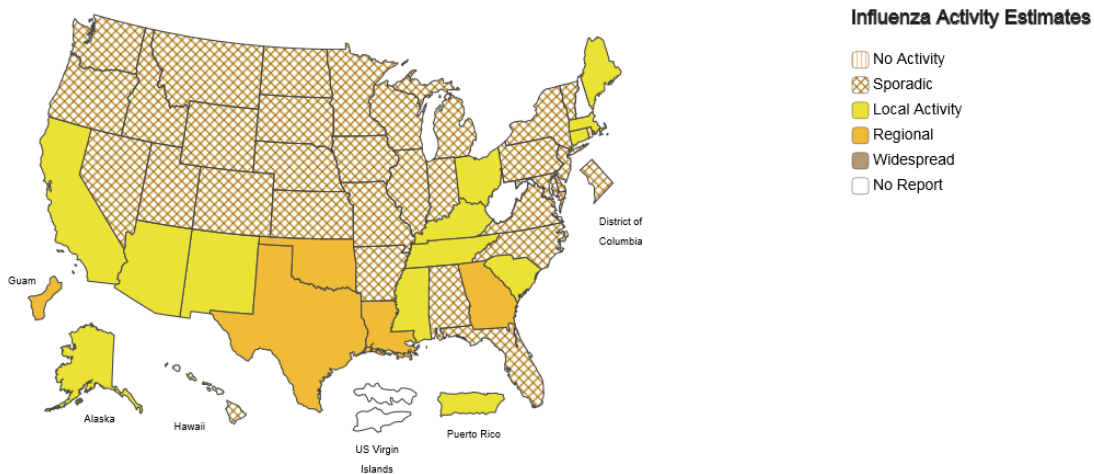 Influenza Activity Estimates
No Activity
Sporadic
Local Activity
Regional
Widespread
No Report
District of
Columbia
Guam
Alaska
Hawaii
US Virgin
Islands
Puerto Rico